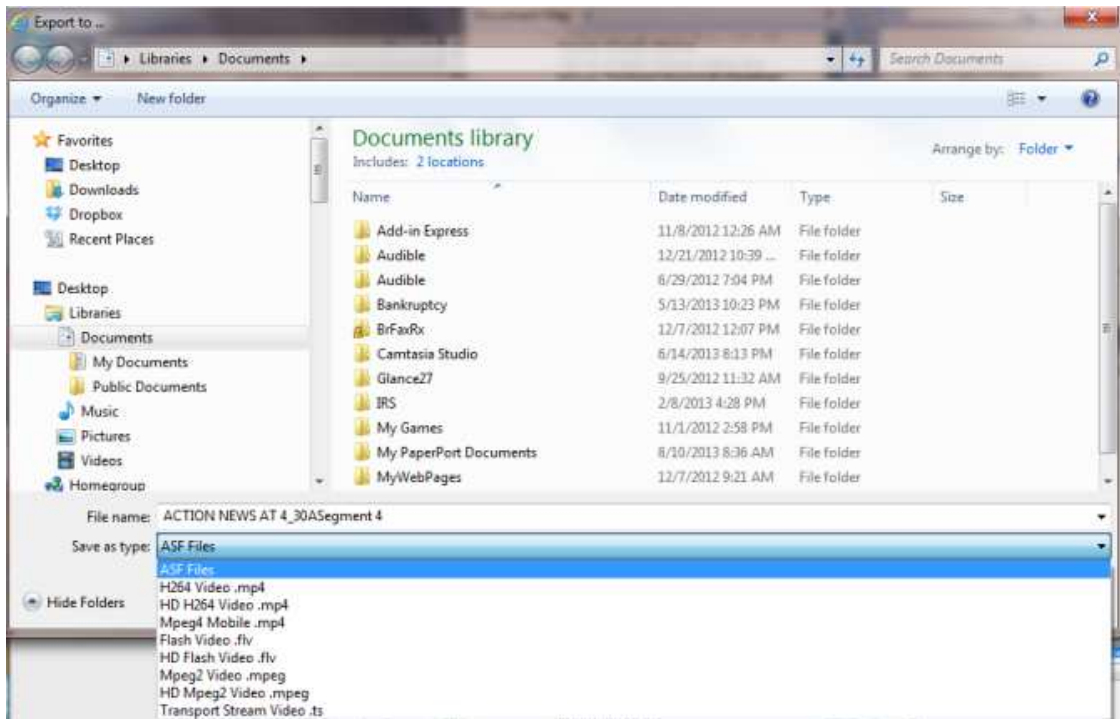 Export to ...
Libraries Documents
Search Documents
Organize New folder
Favorites
Desktop
Downloads
Dropbox
Recent Places
Desktop
Libraries
Documents
My Documents
Public Documents
Music
Pictures
Videos
Homegroup
Documents library
Includes: 2 locations
Arrange by: Folder
Name Date modified Type Size
Add-in Express 11/8/2012 12:26 AM File folder
Audible 12/21/2012 10:39 ... File folder
Audible 6/29/2012 7:04 PM File folder
Bankruptcy 5/13/2013 10:23 PM File folder
BrFaxRx 12/7/2012 12:07 PM File folder
Camtasia Studio 6/14/2013 8:13 PM File folder
Glance27 9/25/2012 11:32 AM File folder
IRS 2/8/2013 4:28 PM File folder
My Games 11/1/2012 2:58 PM File folder
My PaperPort Documents 8/10/2013 8:36 AM File folder
MyWebPages 12/7/2012 9:21 AM File folder
File name: ACTION NEWS AT 4_30ASegment 4
Save as type: ASF Files
ASF Files
H264 Video .mp4
HD H264 Video .mp4
Mpeg4 Mobile .mp4
Flash Video .flv
HD Flash Video .flv
Mpeg2 Video .mpeg
HD Mpeg2 Video .mpeg
Transport Stream Video .ts
Hide Folders